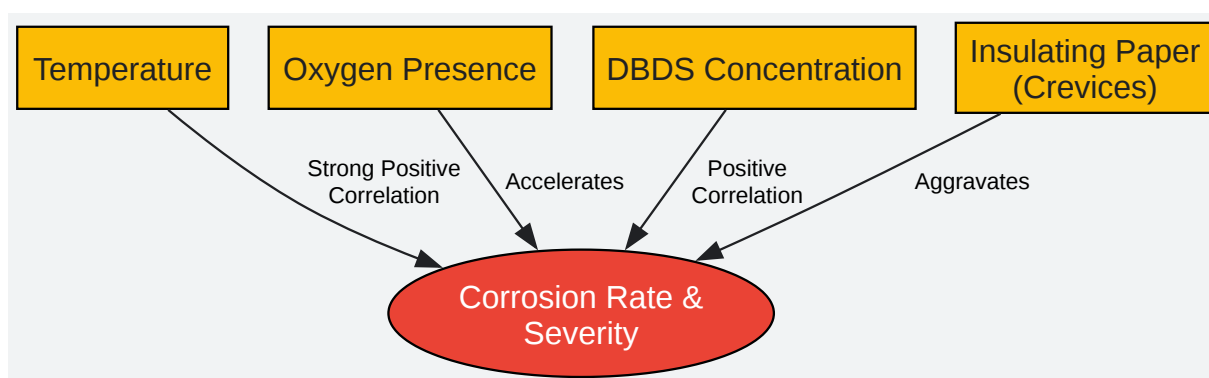 Temperature
Oxygen Presence
DBDS Concentration
Insulating Paper
(Crevices)
Strong Positive
Correlation
Accelerates
Positive
Correlation
Aggravates
Corrosion Rate &
Severity